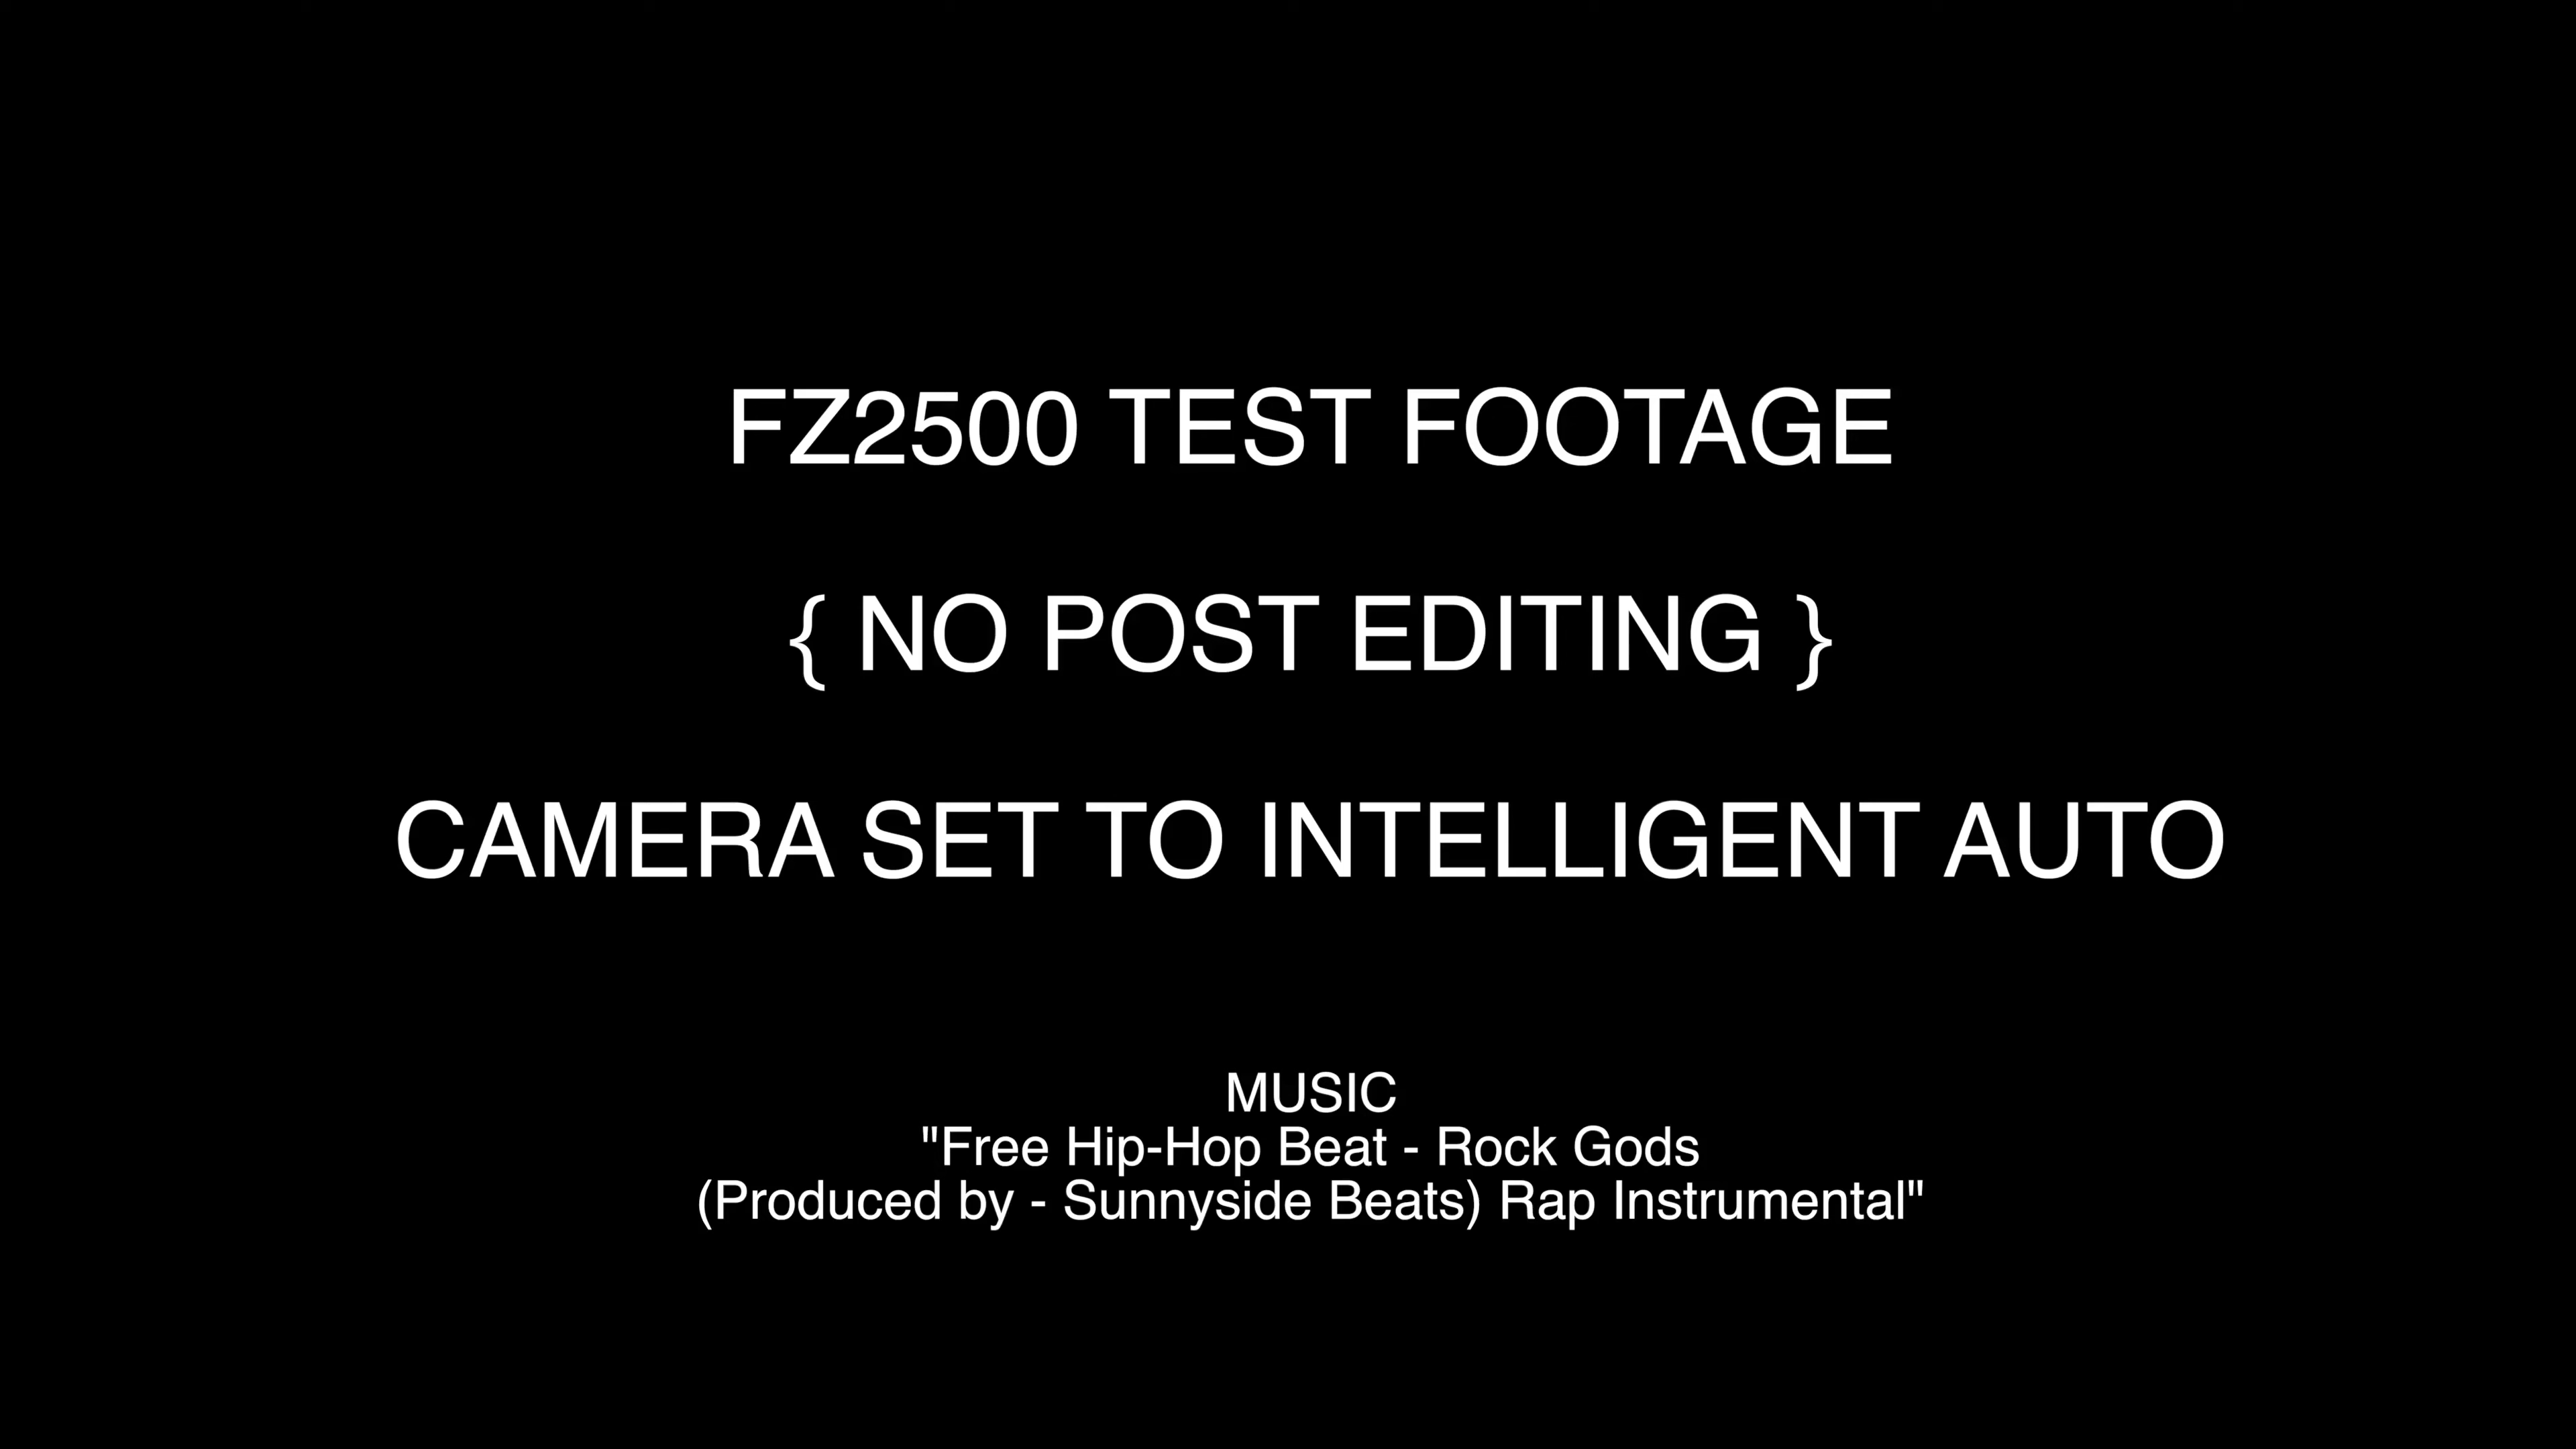 FZ2500 TEST FOOTAGE
{ NO POST EDITING }
CAMERA SET TO INTELLIGENT AUTO
MUSIC
"Free Hip-Hop Beat - Rock Gods
(Produced by - Sunnyside Beats) Rap Instrumental"